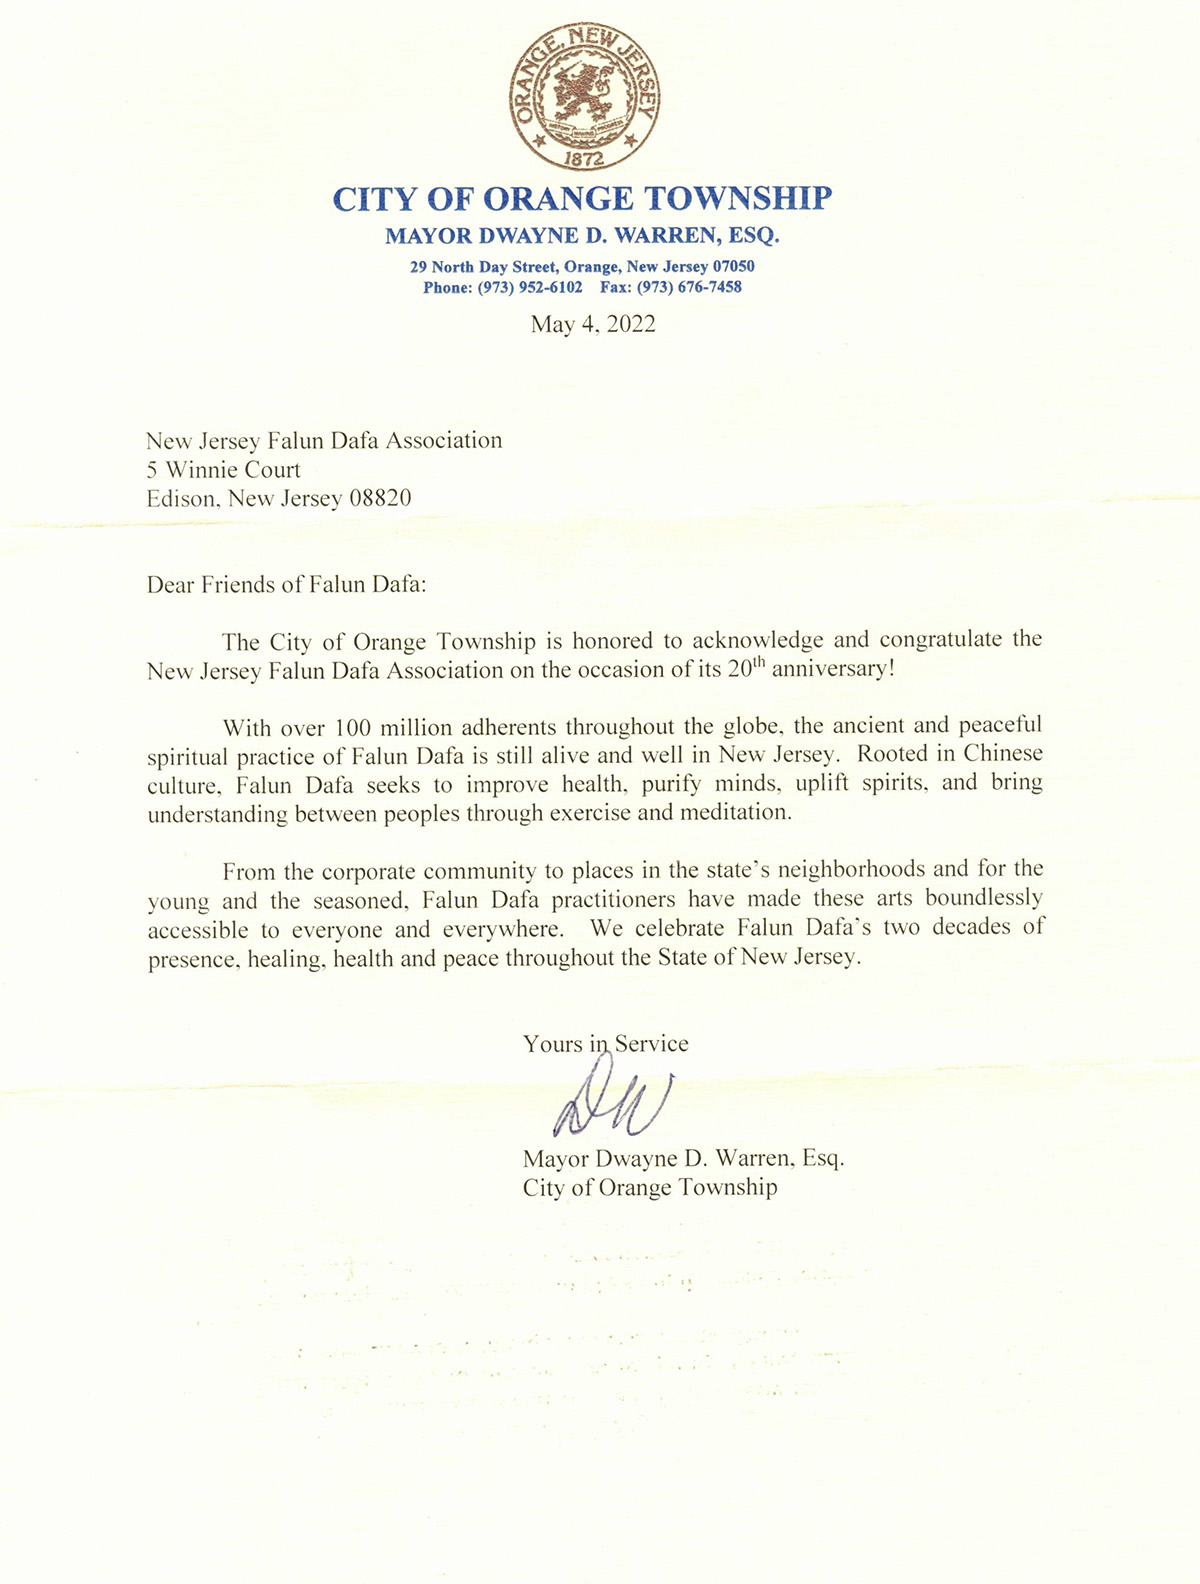 ORANGE, NEW JERSEY
1872
CITY OF ORANGE TOWNSHIP
MAYOR DWAYNE D. WARREN, ESQ.
29 North Day Street, Orange, New Jersey 07050
Phone: (973) 952-6102 Fax: (973) 676-7458
May 4, 2022
New Jersey Falun Dafa Association
5 Winnie Court
Edison, New Jersey 08820
Dear Friends of Falun Dafa:
The City of Orange Township is honored to acknowledge and congratulate the
New Jersey Falun Dafa Association on the occasion of its 20th anniversary!
With over 100 million adherents throughout the globe, the ancient and peaceful
spiritual practice of Falun Dafa is still alive and well in New Jersey. Rooted in Chinese
culture, Falun Dafa seeks to improve health, purify minds, uplift spirits, and bring
understanding between peoples through exercise and meditation.
From the corporate community to places in the state's neighborhoods and for the
young and the seasoned, Falun Dafa practitioners have made these arts boundlessly
accessible to everyone and everywhere. We celebrate Falun Dafa's two decades of
presence, healing, health and peace throughout the State of New Jersey.
Yours in Service
DW
Mayor Dwayne D. Warren, Esq.
City of Orange Township